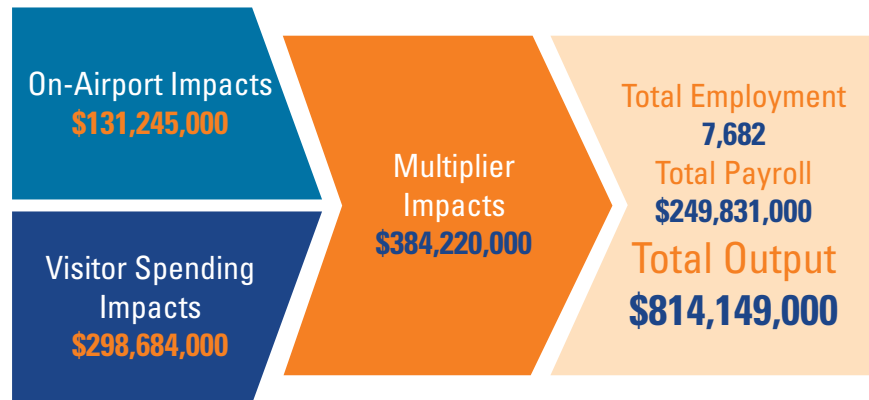 On-Airport Impacts
$131,245,000
Visitor Spending
Impacts
$298,684,000
Multiplier
Impacts
$384,220,000
Total Employment
7,682
Total Payroll
$249,831,000
Total Output
$814,149,000